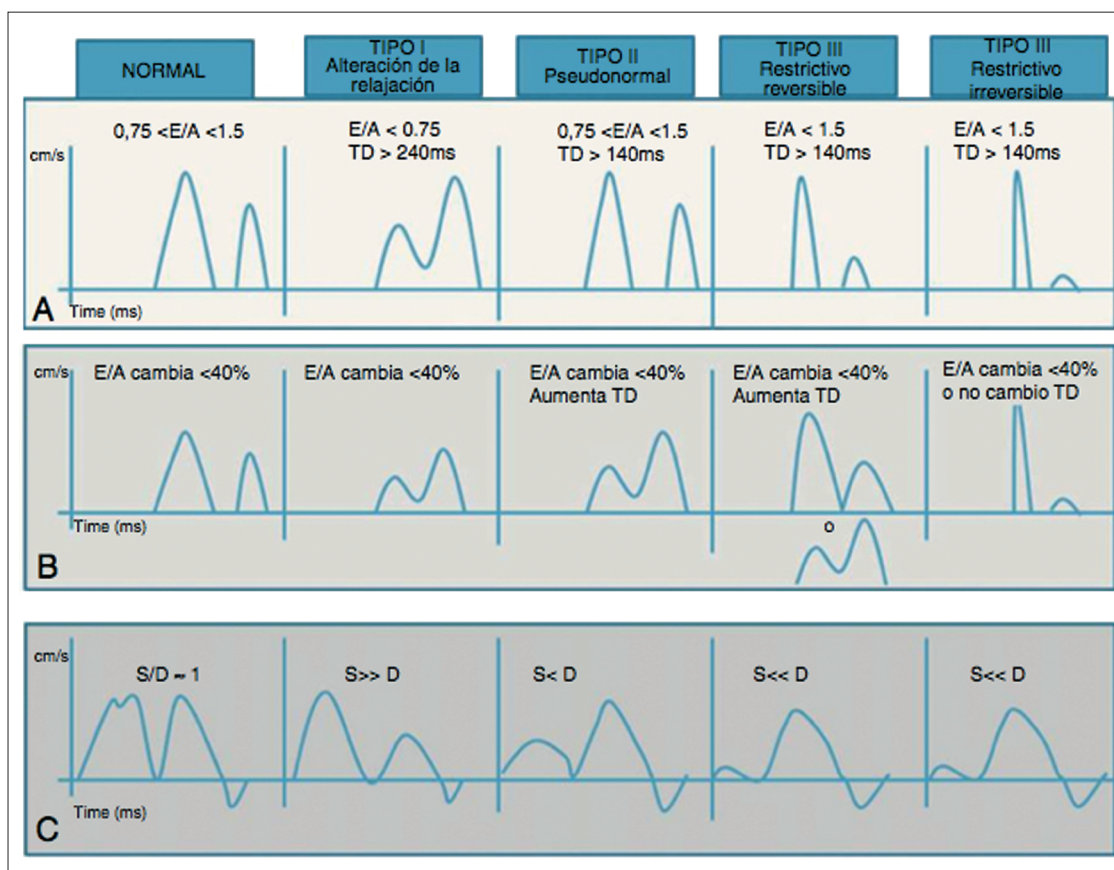 NORMAL
TIPO I
Alteración de la
relajación
TIPO II
Pseudonormal
TIPO III
Restrictivo
reversible
TIPO III
Restrictivo
irreversible
0,75 <E/A <1.5
E/A < 0.75
TD > 240ms
0,75 <E/A <1.5
TD > 140ms
E/A < 1.5
TD > 140ms
E/A < 1.5
TD > 140ms
cm/s
A
Time (ms)
cm/s
E/A cambia <40%
E/A cambia <40%
E/A cambia <40%
Aumenta TD
E/A cambia <40%
Aumenta TD
E/A cambia <40%
o no cambio TD
Time (ms)
o
B
cm/s
S/D ≈ 1
S>> D
S< D
S<< D
S<< D
Time (ms)
C